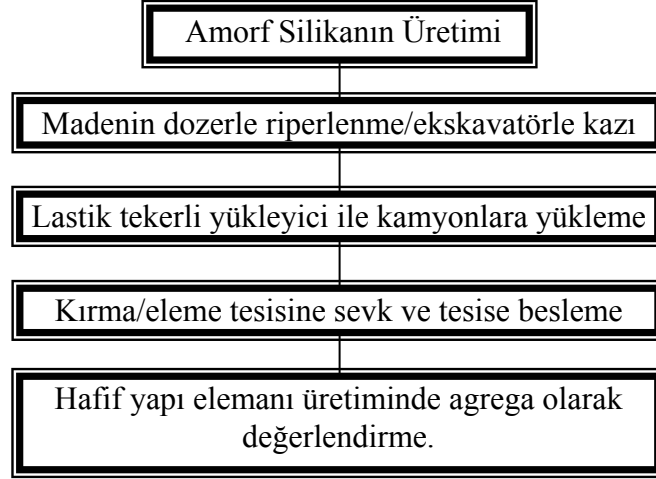 Amorf Silikanın Üretimi
Madenin dozerle riperlenme/ekskavatörle kazı
Lastik tekerli yükleyici ile kamyonlara yükleme
Kırma/eleme tesisine sevk ve tesise besleme
Hafif yapı elemanı üretiminde agrega olarak
değerlendirme.